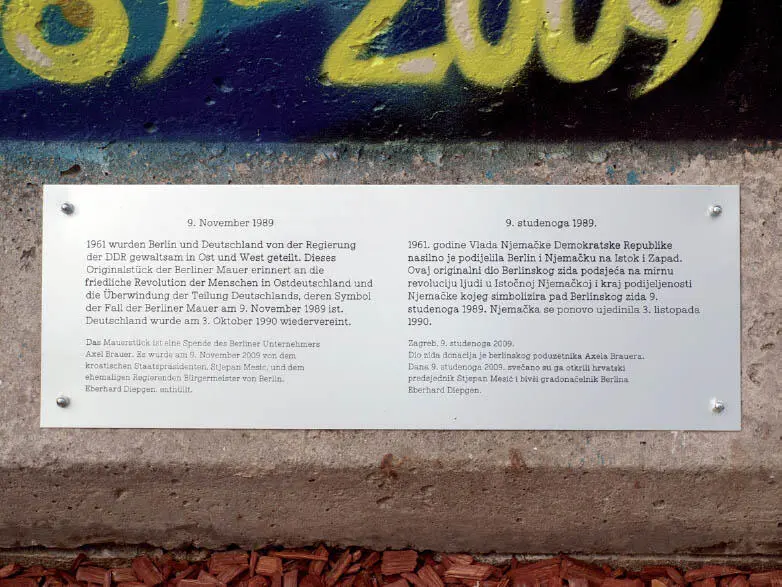 2009
9. November 1989
1961 wurden Berlin und Deutschland von der Regierung
der DDR gewaltsam in Ost und West geteilt. Dieses
Originalstück der Berliner Mauer erinnert an die
friedliche Revolution der Menschen in Ostdeutschland und
die Überwindung der Teilung Deutschlands, deren Symbol
der Fall der Berliner Mauer am 9. November 1989 ist.
Deutschland wurde am 3. Oktober 1990 wiedervereint.
Das Mauerstück ist eine Spende des Berliner Unternehmers
Axel Brauer. Es wurde am 9. November 2009 von dem
kroatischen Staatspräsidenten, Stjepan Mesic, und dem
ehemaligen Regierenden Bürgermeister von Berlin,
Eberhard Diepgen, enthüllt.
9. studenoga 1989.
1961. godine Vlada Njemačke Demokratske Republike
nasilno je podijelila Berlin i Njemačku na Istok i Zapad.
Ovaj originalni dio Berlinskog zida podsjeća na mirnu
revoluciju ljudi u Istočnoj Njemačkoj i kraj podijeljenosti
Njemačke kojeg simbolizira pad Berlinskog zida 9.
studenoga 1989. Njemačka se ponovo ujedinila 3. listopada
1990.
Zagreb, 9. studenoga 2009.
Dio zida donacija je berlinskog poduzetnika Axela Brauera.
Dana 9. studenoga 2009. svečano su ga otkrili hrvatski
predsjednik Stjepan Mesić i bivši gradonačelnik Berlina
Eberhard Diepgen.